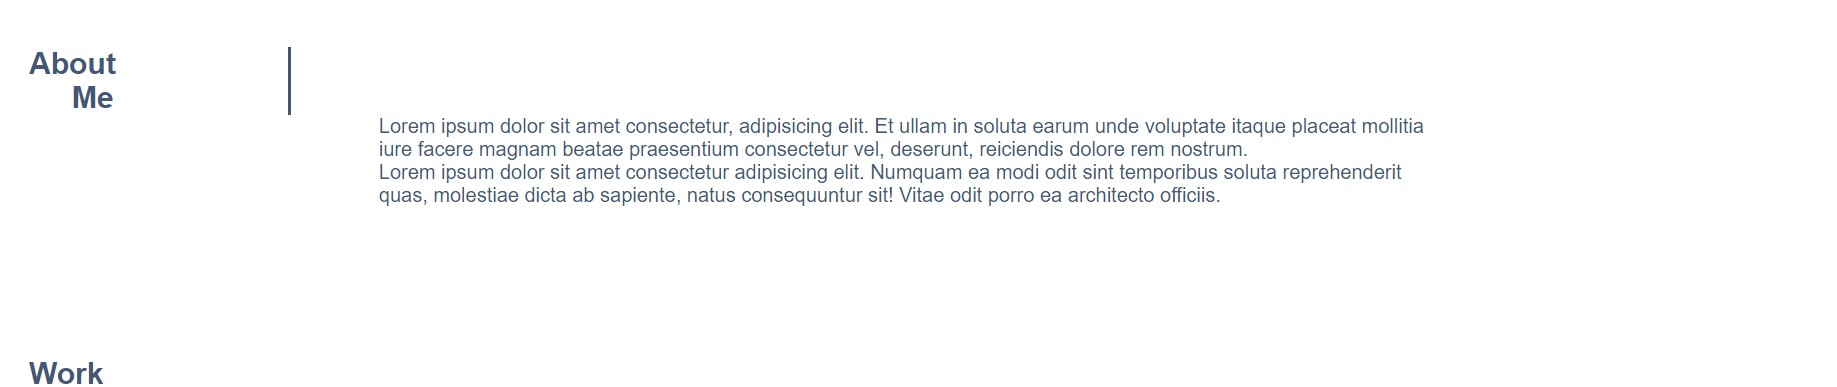 About
Me
Lorem ipsum dolor sit amet consectetur, adipisicing elit. Et ullam in soluta earum unde voluptate itaque placeat mollitia
iure facere magnam beatae praesentium consectetur vel, deserunt, reiciendis dolore rem nostrum.
Lorem ipsum dolor sit amet consectetur adipisicing elit. Numquam ea modi odit sint temporibus soluta reprehenderit
quas, molestiae dicta ab sapiente, natus consequuntur sit! Vitae odit porro ea architecto officiis.
Work